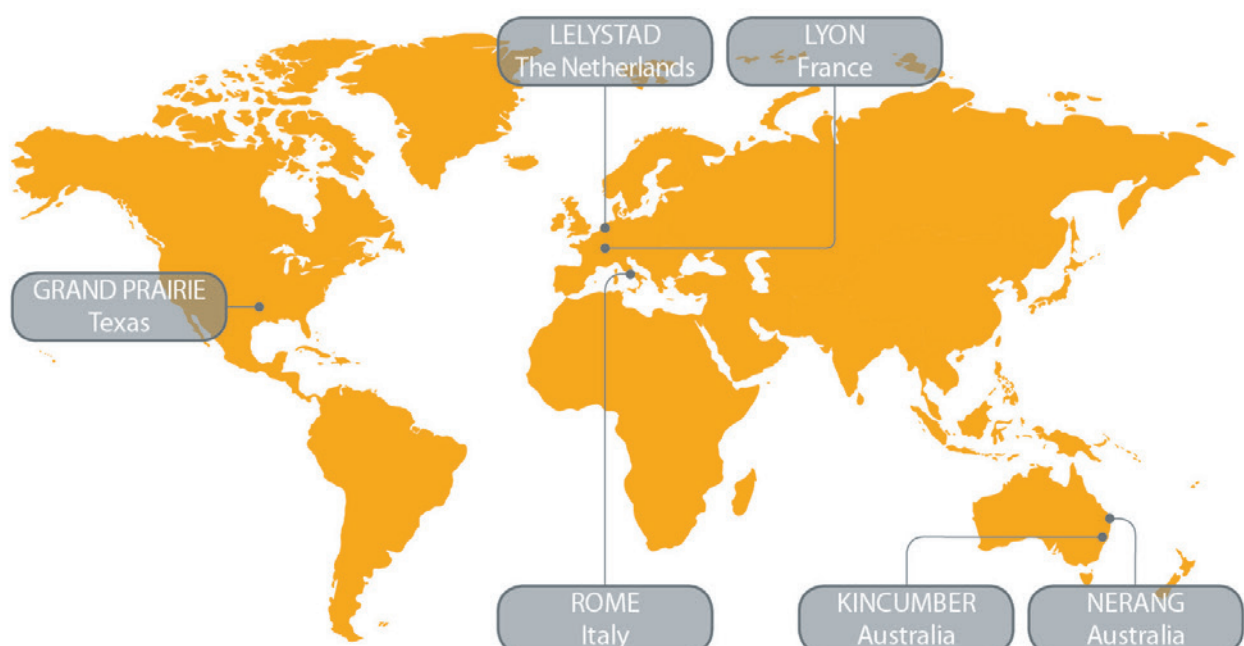 LELYSTAD
The Netherlands
LYON
France
GRAND PRAIRIE
Texas
ROME
Italy
KINCUMBER
Australia
NERANG
Australia